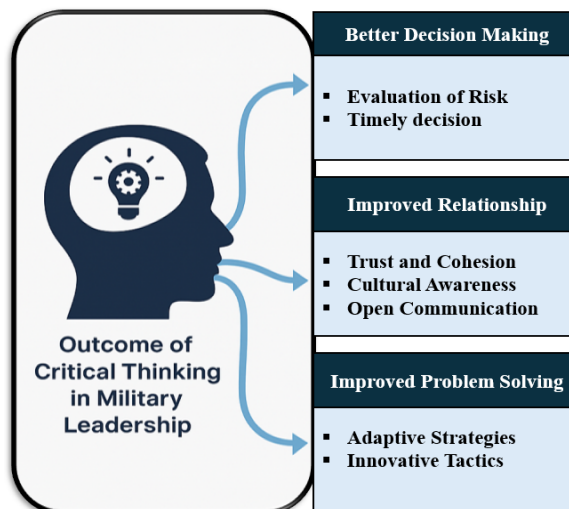 Outcome of
Critical Thinking
in Military
Leadership
Better Decision Making
▪ Evaluation of Risk
▪ Timely decision
Improved Relationship
▪ Trust and Cohesion
▪ Cultural Awareness
▪ Open Communication
Improved Problem Solving
▪ Adaptive Strategies
▪ Innovative Tactics